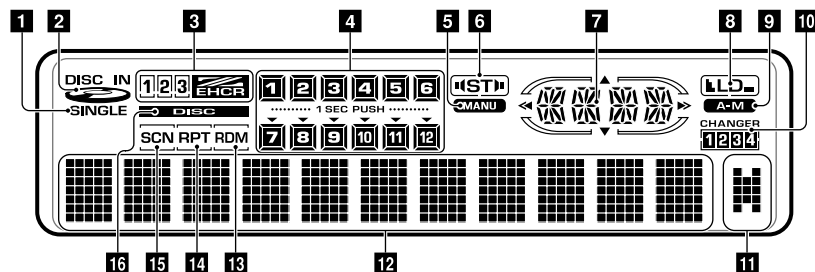 1 2 3 4 5 6 7 8 9 10
DISC IN
1 2 3 EHCR
1 2 3 4 5 6
(ST)
LD
SINGLE
DISC
1 SEC PUSH
MANU
A-M
CHANGER
SCN RPT RDM
7 8 9 10 11 12
1 2 3 4
16 15 14 13 12 11